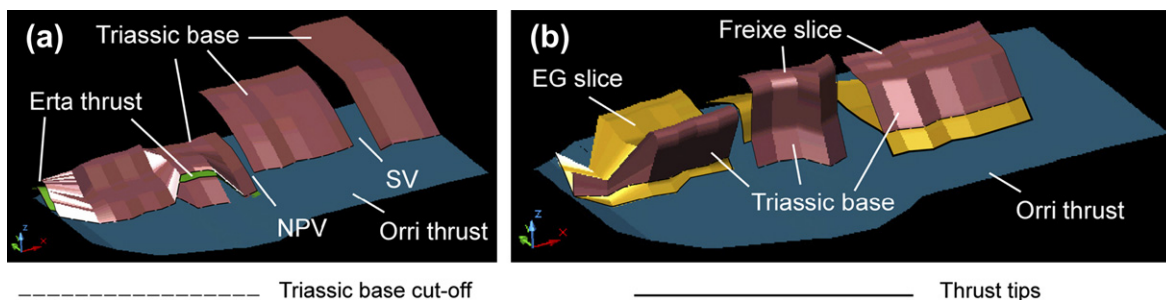 (a)
Triassic base
Erta thrust
SV
NPV
Orri thrust
z
x
(b)
Freixe slice
EG slice
Triassic base
Orri thrust
z
x
Triassic base cut-off
Thrust tips